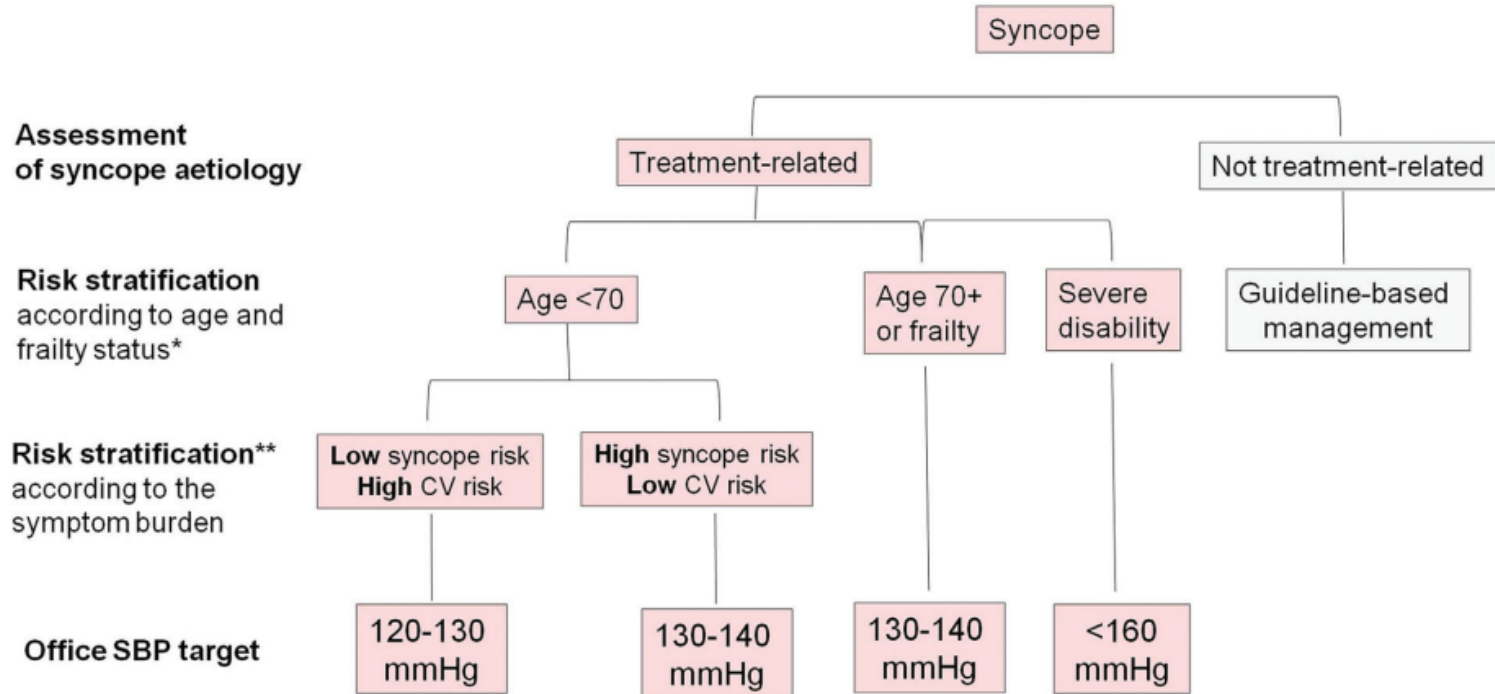 Syncope
Assessment
of syncope aetiology
Treatment-related
Not treatment-related
Risk stratification
according to age and
frailty status*
Age <70
Age 70+
or frailty
Severe
disability
Guideline-based
management
Risk stratification**
according to the
symptom burden
Low syncope risk
High CV risk
High syncope risk
Low CV risk
Office SBP target
120-130
mmHg
130-140
mmHg
130-140
mmHg
<160
mmHg